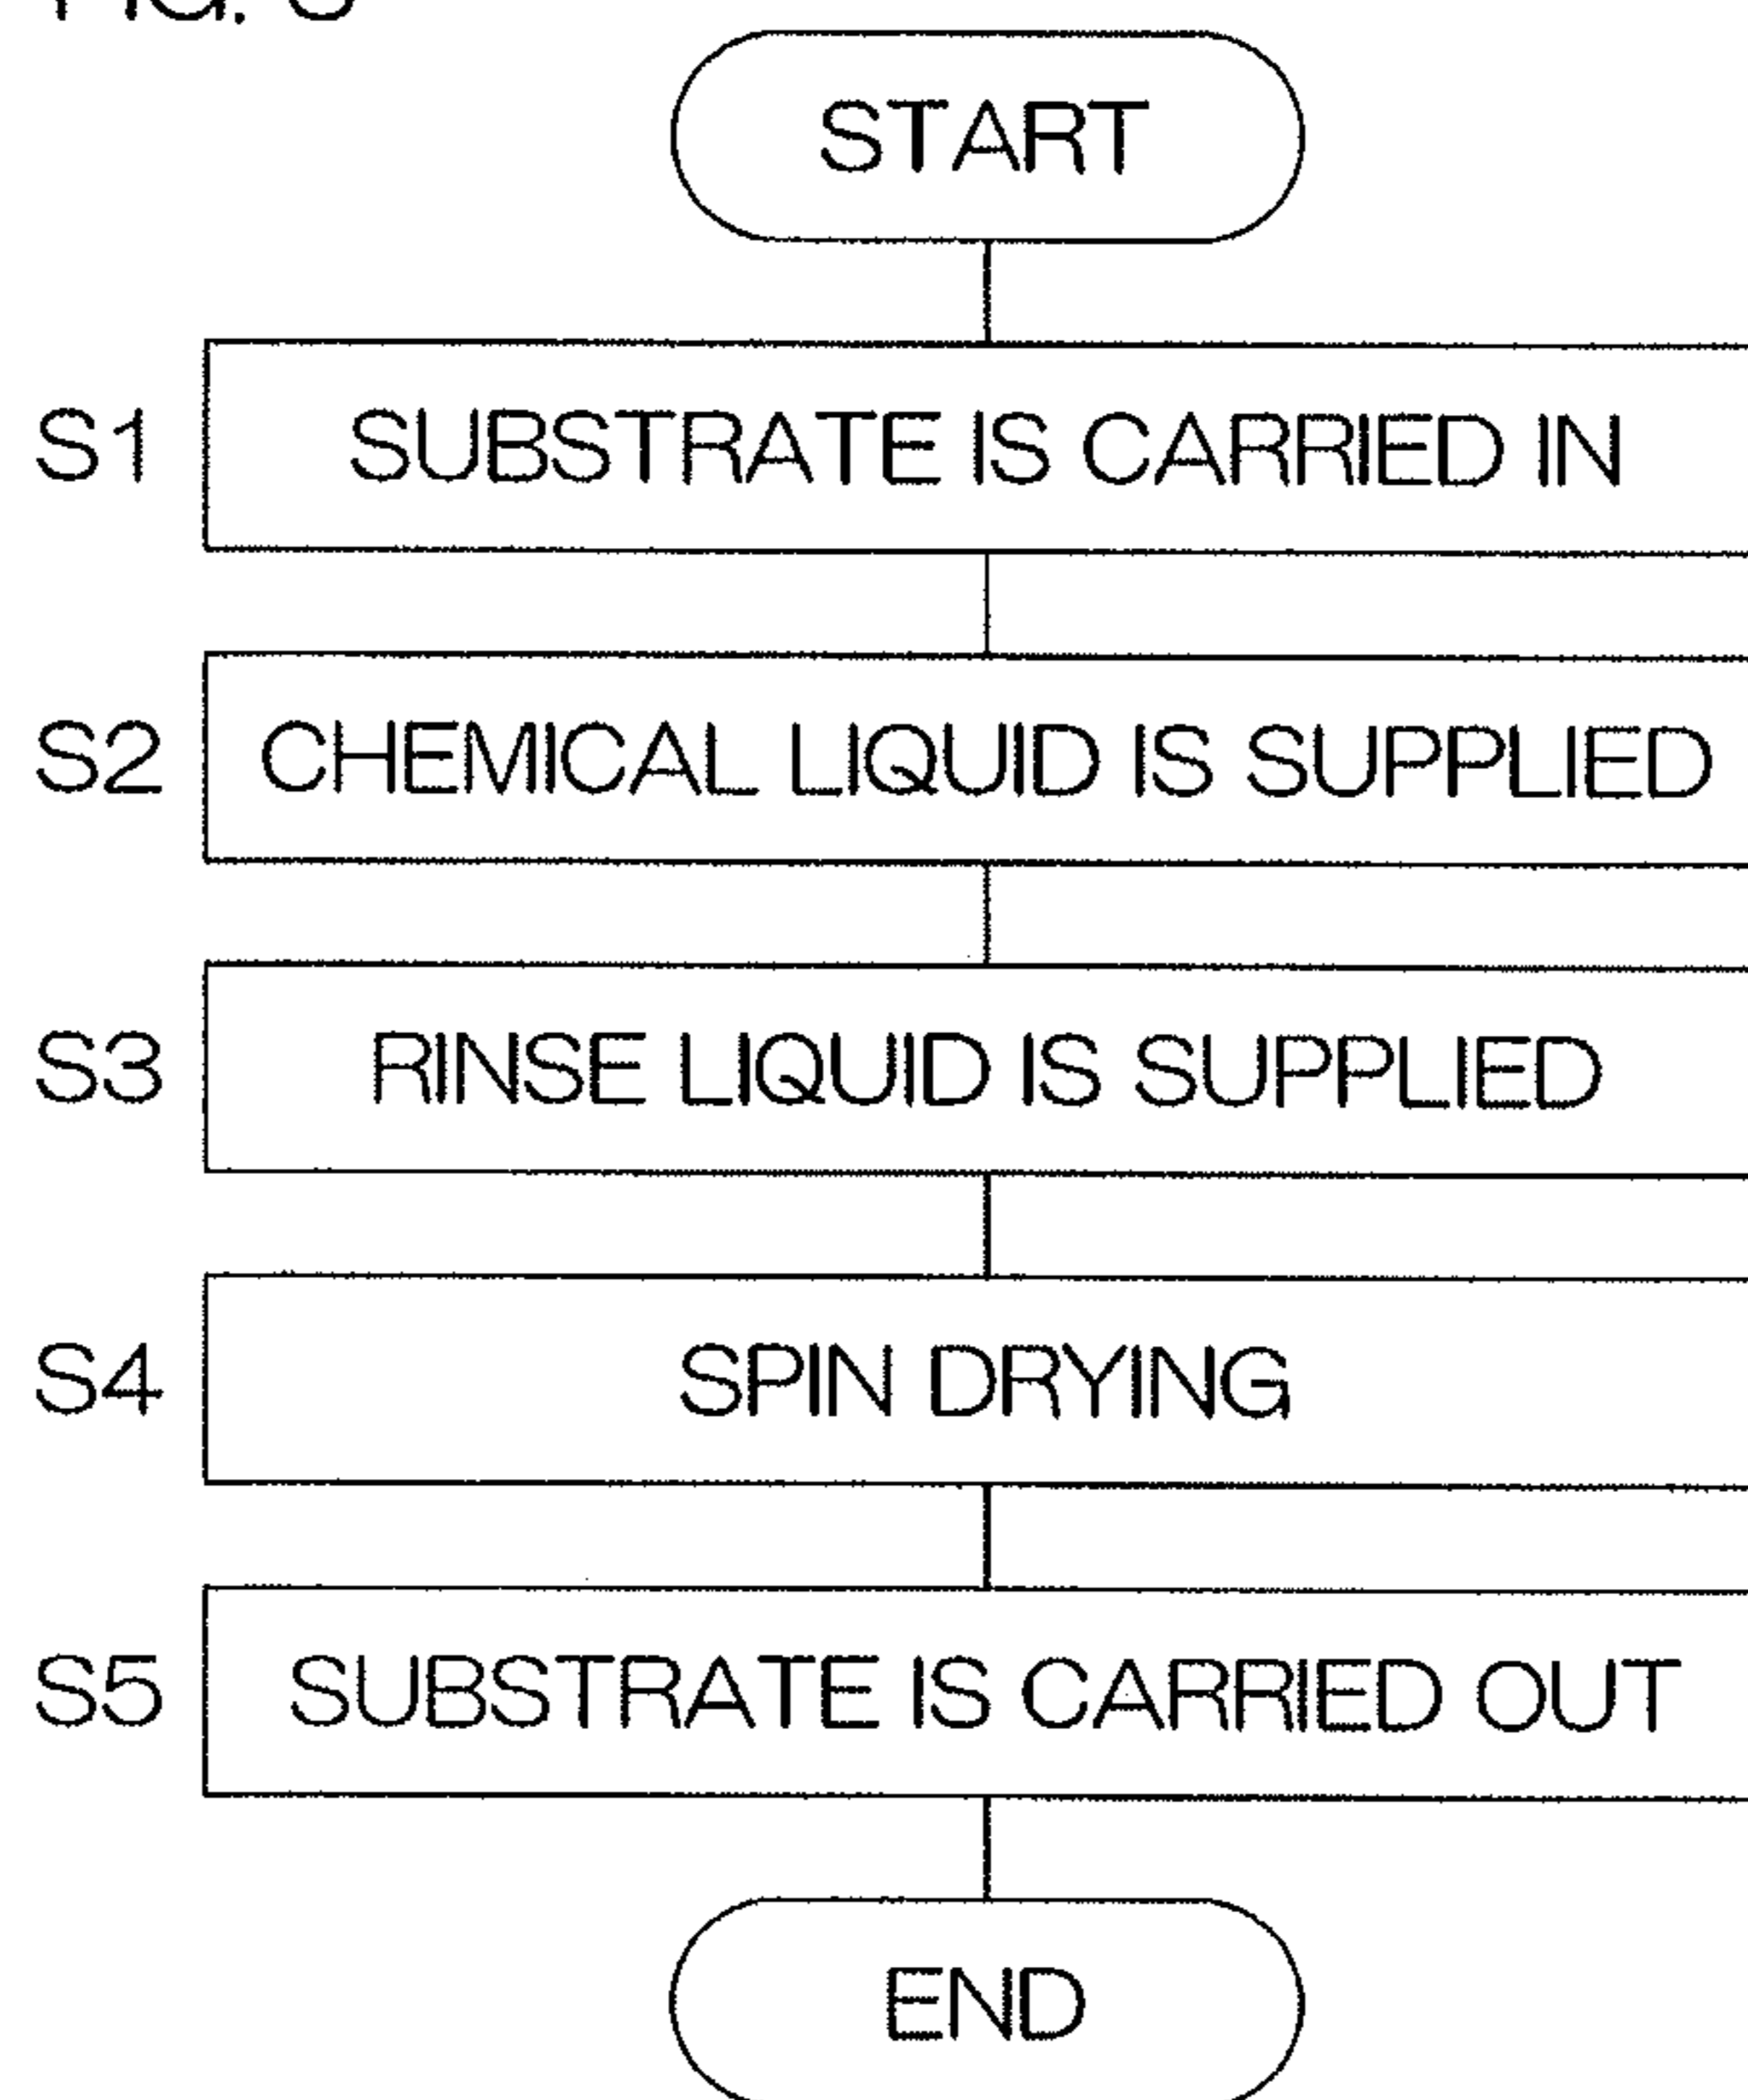 START
S1 SUBSTRATE IS CARRIED IN
S2 CHEMICAL LIQUID IS SUPPLIED
S3 RINSE LIQUID IS SUPPLIED
S4 SPIN DRYING
S5 SUBSTRATE IS CARRIED OUT
END